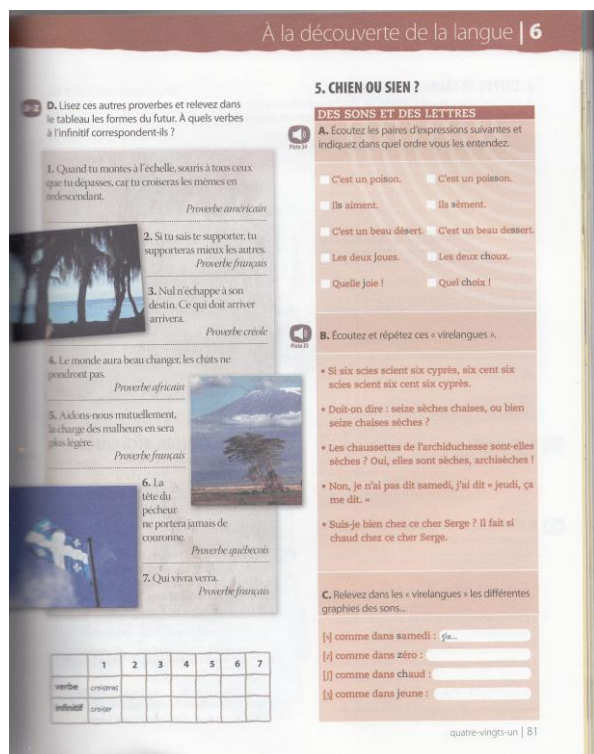 À la découverte de la langue | 6
D. Lisez ces autres proverbes et relevez dans
le tableau les formes du futur. À quels verbes
à l'infinitif correspondent-ils ?
1. Quand tu montes à l'échelle, souris à tous ceux
que tu dépasses, car tu croiseras les mêmes en
redescendant.
Proverbe américain
2. Si tu sais te supporter, tu
supporteras mieux les autres.
Proverbe français
3. Nul n'échappe à son
destin. Ce qui doit arriver
arrivera.
Proverbe créole
4. Le monde aura beau changer, les chats ne
pondront pas.
Proverbe africain
5. Aidons-nous mutuellement,
la charge des malheurs en sera
plus légère.
Proverbe français
6. La
tête du
pécheur
ne portera jamais de
couronne.
Proverbe québecois
7. Qui vivra verra.
Proverbe français
1 2 3 4 5 6 7
verbe croiseras
infinitif croiser
5. CHIEN OU SIEN ?
DES SONS ET DES LETTRES
A. Écoutez les paires d'expressions suivantes et
indiquez dans quel ordre vous les entendez.
Piste 24
C'est un poison. C'est un poisson.
Ils aiment. Ils sèment.
C'est un beau désert. C'est un beau dessert.
Les deux joues. Les deux choux.
Quelle joie ! Quel choix !
B. Écoutez et répétez ces « virelangues ».
Piste 25
• Si six scies scient six cyprès, six cent six
scies scient six cent six cyprès.
• Doit-on dire : seize sèches chaises, ou bien
seize chaises sèches ?
• Les chaussettes de l'archiduchesse sont-elles
sèches ? Oui, elles sont sèches, archisèches !
• Non, je n'ai pas dit samedi, j'ai dit « jeudi, ça
me dit. »
• Suis-je bien chez ce cher Serge ? Il fait si
chaud chez ce cher Serge.
C. Relevez dans les « virelangues » les différentes
graphies des sons...
[s] comme dans samedi : six...
[z] comme dans zéro :
[ʃ] comme dans chaud :
[ʒ] comme dans jeune :
quatre-vingts-un | 81